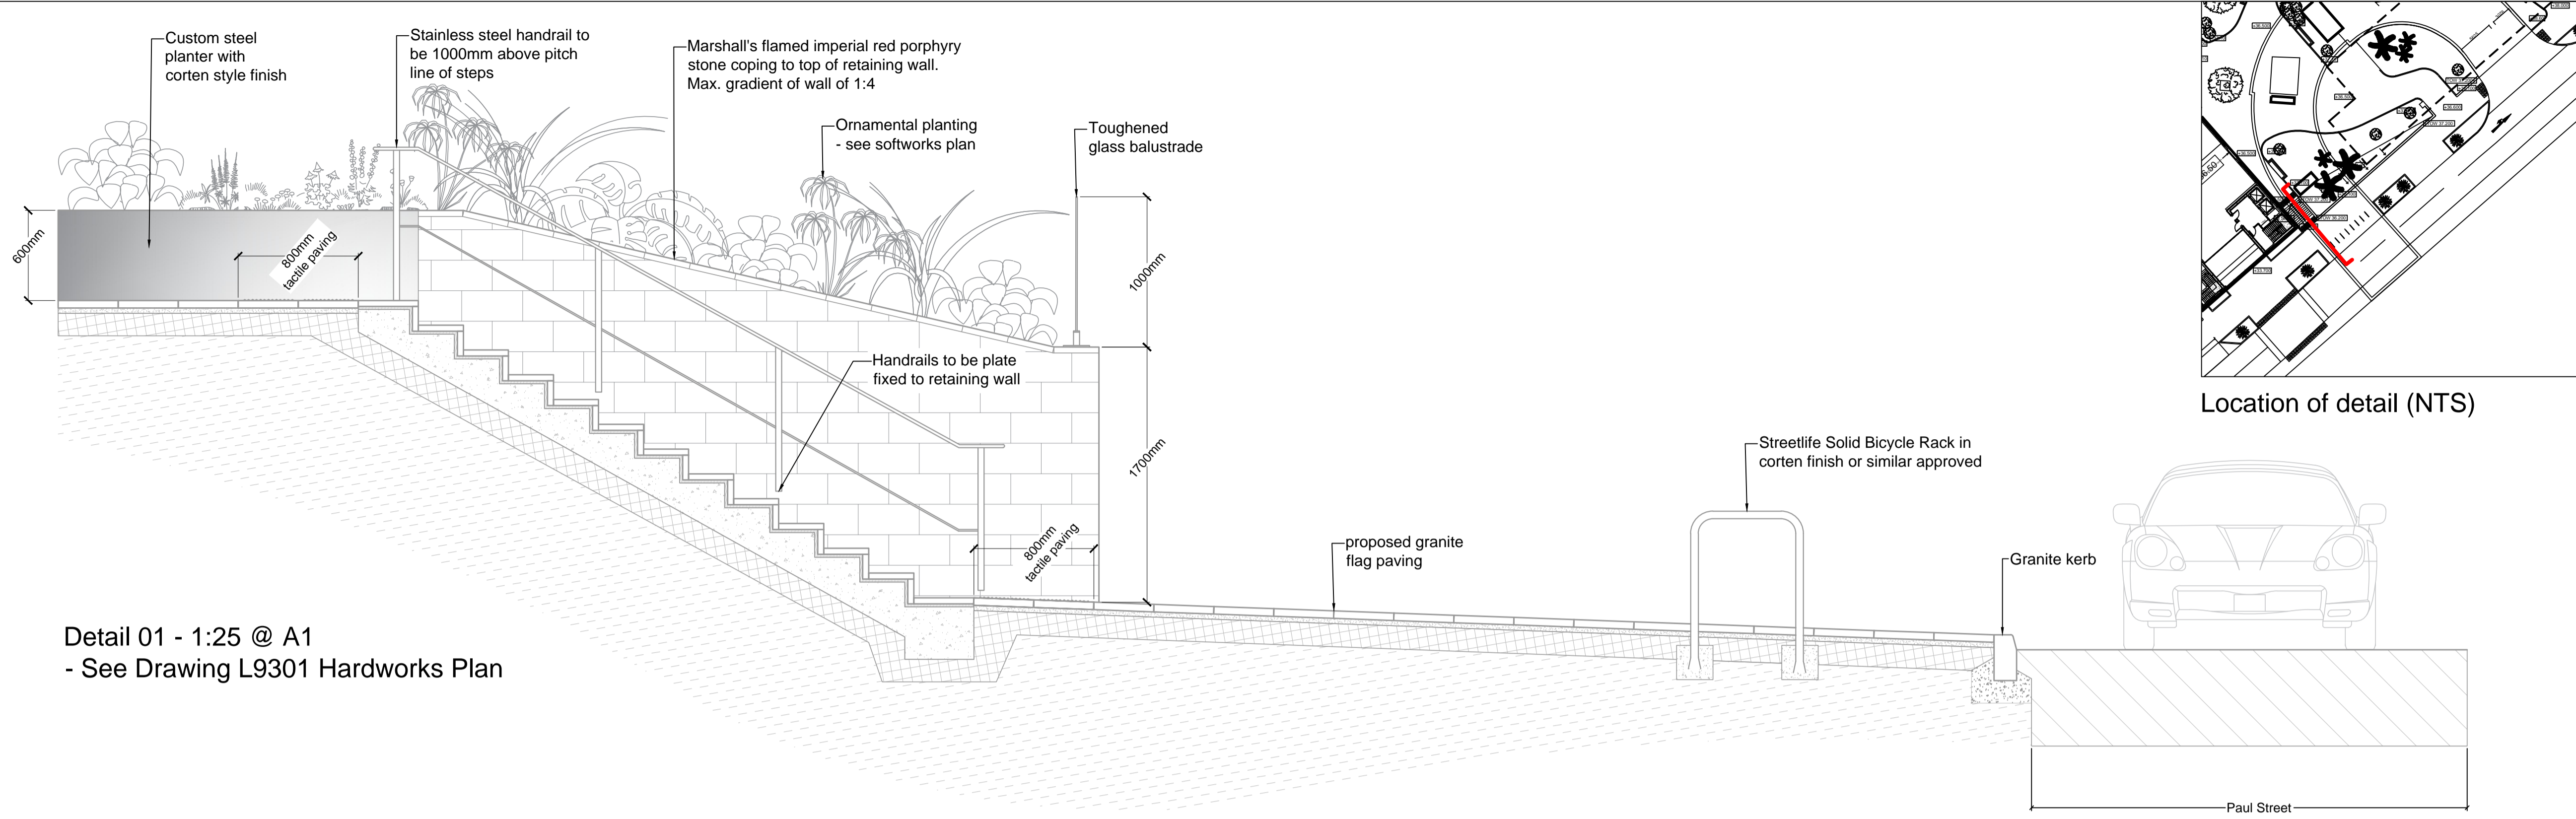 Custom steel
planter with
corten style finish
Stainless steel handrail to
be 1000mm above pitch
line of steps
Marshall's flamed imperial red porphyry
stone coping to top of retaining wall.
Max. gradient of wall of 1:4
Ornamental planting
- see softworks plan
Toughened
glass balustrade
600mm
800mm
tactile paving
1000mm
Handrails to be plate
fixed to retaining wall
1700mm
800mm
tactile paving
proposed granite
flag paving
Streetlife Solid Bicycle Rack in
corten finish or similar approved
Granite kerb
Location of detail (NTS)
Detail 01 - 1:25 @ A1
- See Drawing L9301 Hardworks Plan
Paul Street